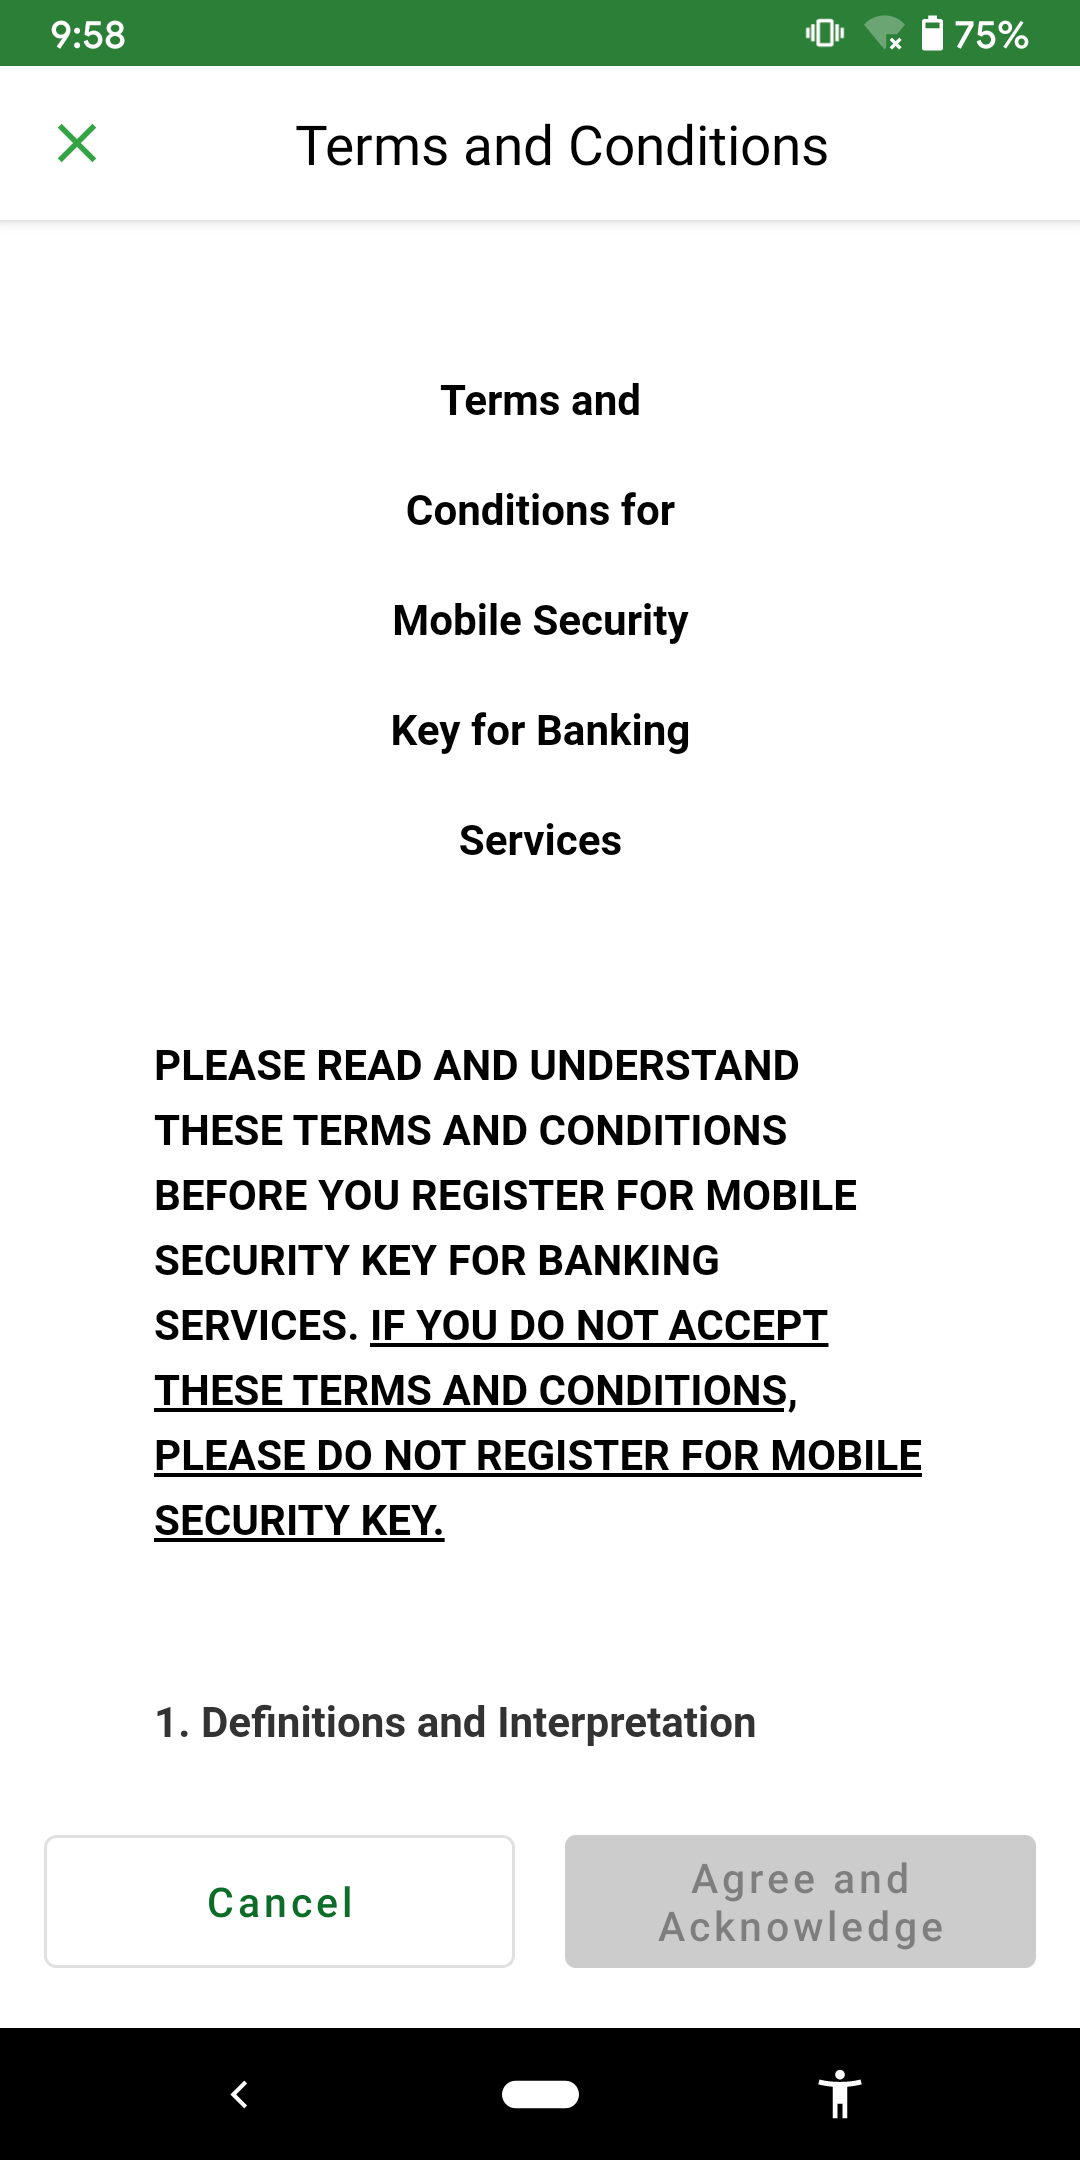 9:58
75%
Terms and Conditions
Terms and
Conditions for
Mobile Security
Key for Banking
Services
PLEASE READ AND UNDERSTAND
THESE TERMS AND CONDITIONS
BEFORE YOU REGISTER FOR MOBILE
SECURITY KEY FOR BANKING
SERVICES. IF YOU DO NOT ACCEPT
THESE TERMS AND CONDITIONS,
PLEASE DO NOT REGISTER FOR MOBILE
SECURITY KEY.
1. Definitions and Interpretation
Cancel
Agree and
Acknowledge